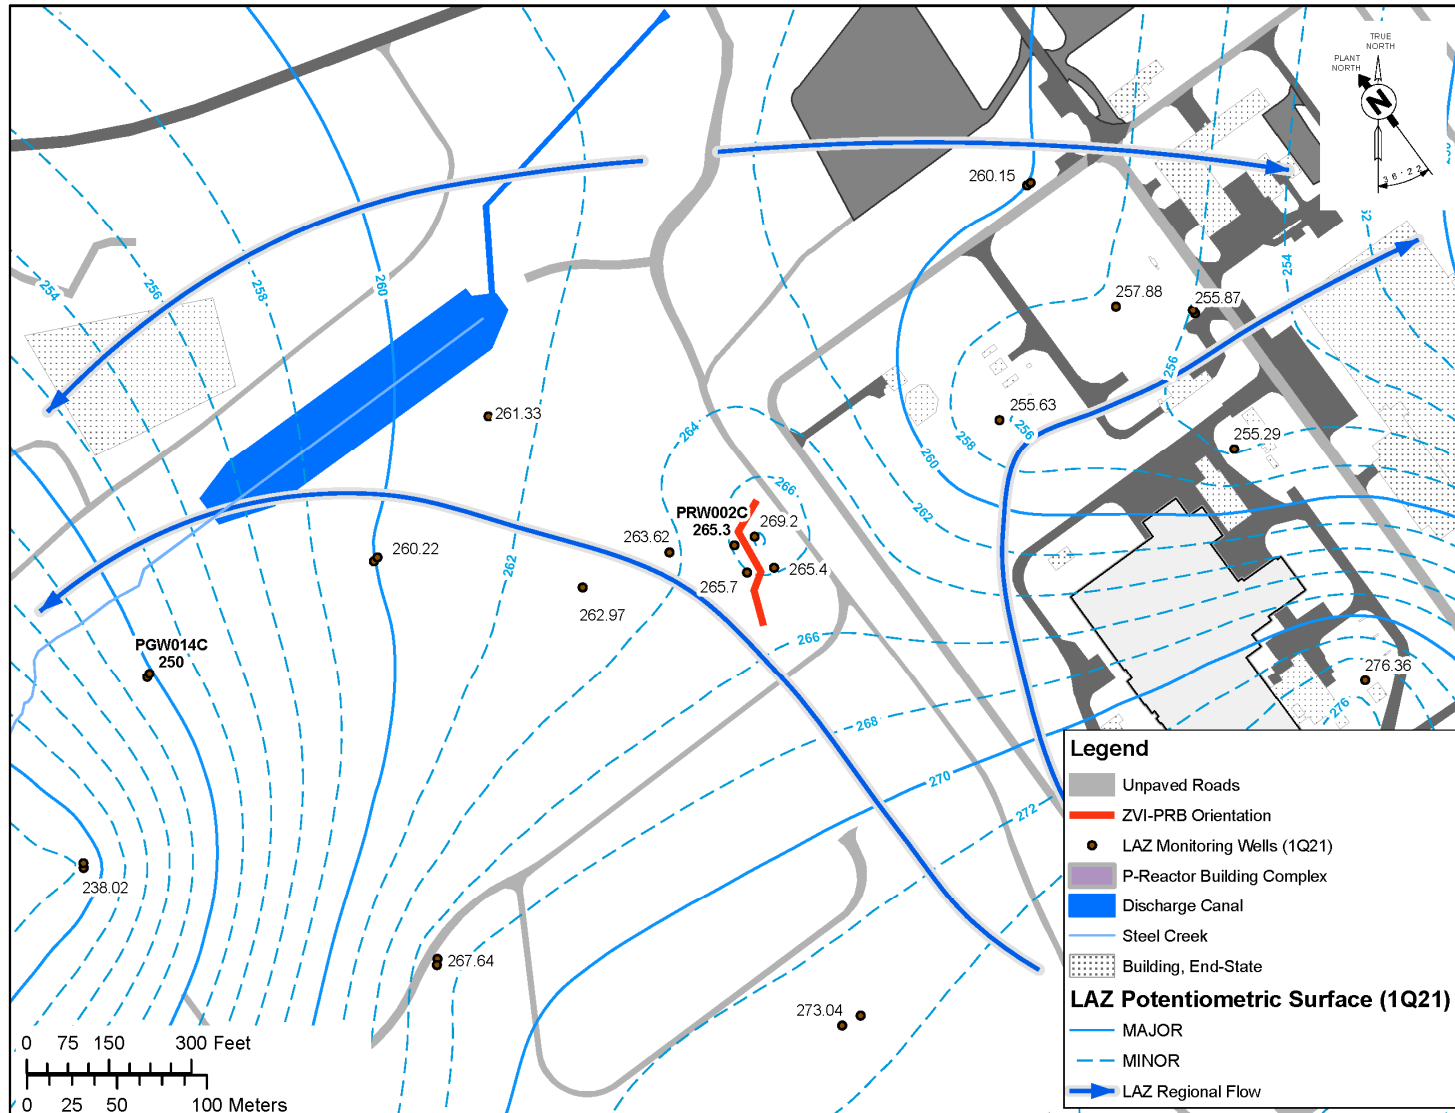 TRUE
NORTH
PLANT
NORTH
N
36.22
260.15
52
254
256
258
260
254
257.88
255.87
256
261.33
255.63
256
258
255.29
264
260
266
262
PRW002C
265.3
269.2
263.62
265.4
265.7
260.22
262
262.97
266
PGW014C
250
276.36
276
268
270
272
238.02
267.64
273.04
0 75 150 300 Feet
0 25 50 100 Meters
Legend
Unpaved Roads
ZVI-PRB Orientation
LAZ Monitoring Wells (1Q21)
P-Reactor Building Complex
Discharge Canal
Steel Creek
Building, End-State
LAZ Potentiometric Surface (1Q21)
MAJOR
MINOR
LAZ Regional Flow